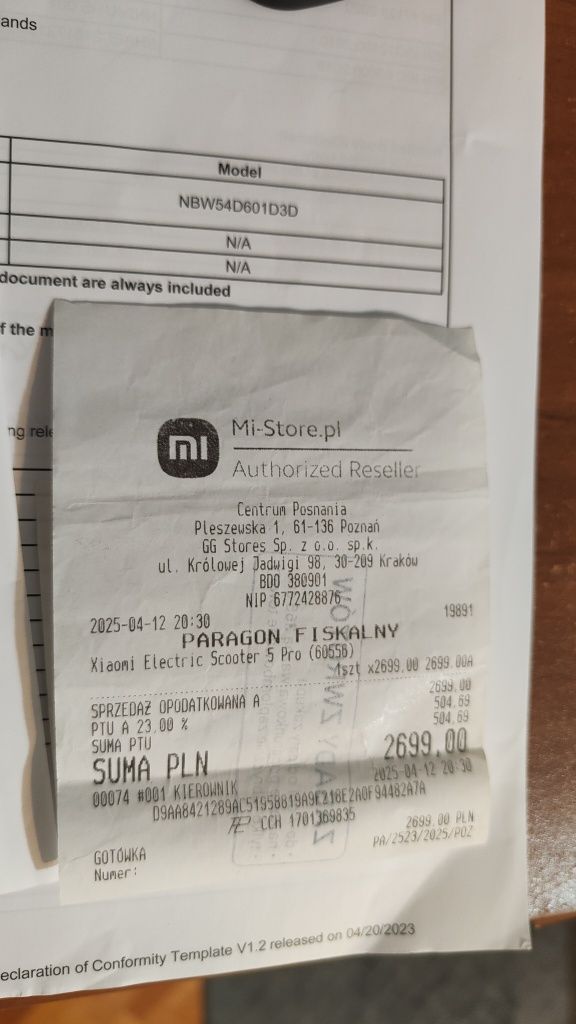 ands
Model
NBW54D601D3D
N/A
N/A
document are always included
f the m
ng rele
mi
Mi-Store.pl
Authorized Reseller
Centrum Posnania
Pleszewska 1, 61-136 Poznań
GG Stores Sp. z o.o. sp.k.
ul. Królowej Jadwigi 98, 30-209 Kraków
BDO 380901
NIP 6772428876
2025-04-12 20:30 19891
PARAGON FISKALNY
Xiaomi Electric Scooter 5 Pro (60556)
1szt x2699.00 2699.00A
SPRZEDAŻ OPODATKOWANA A 2699.00
PTU A 23,00 % 504.69
SUMA PTU 504.69
SUMA PLN 2699.00
00074 #001 KIEROWNIK 2025-04-12 20:30
CCH 1701369835
GOTÓWKA 2699.00 PLN
Numer: PA/2523/2025/POZ
eclaration of Conformity Template V1.2 released on 04/20/2023